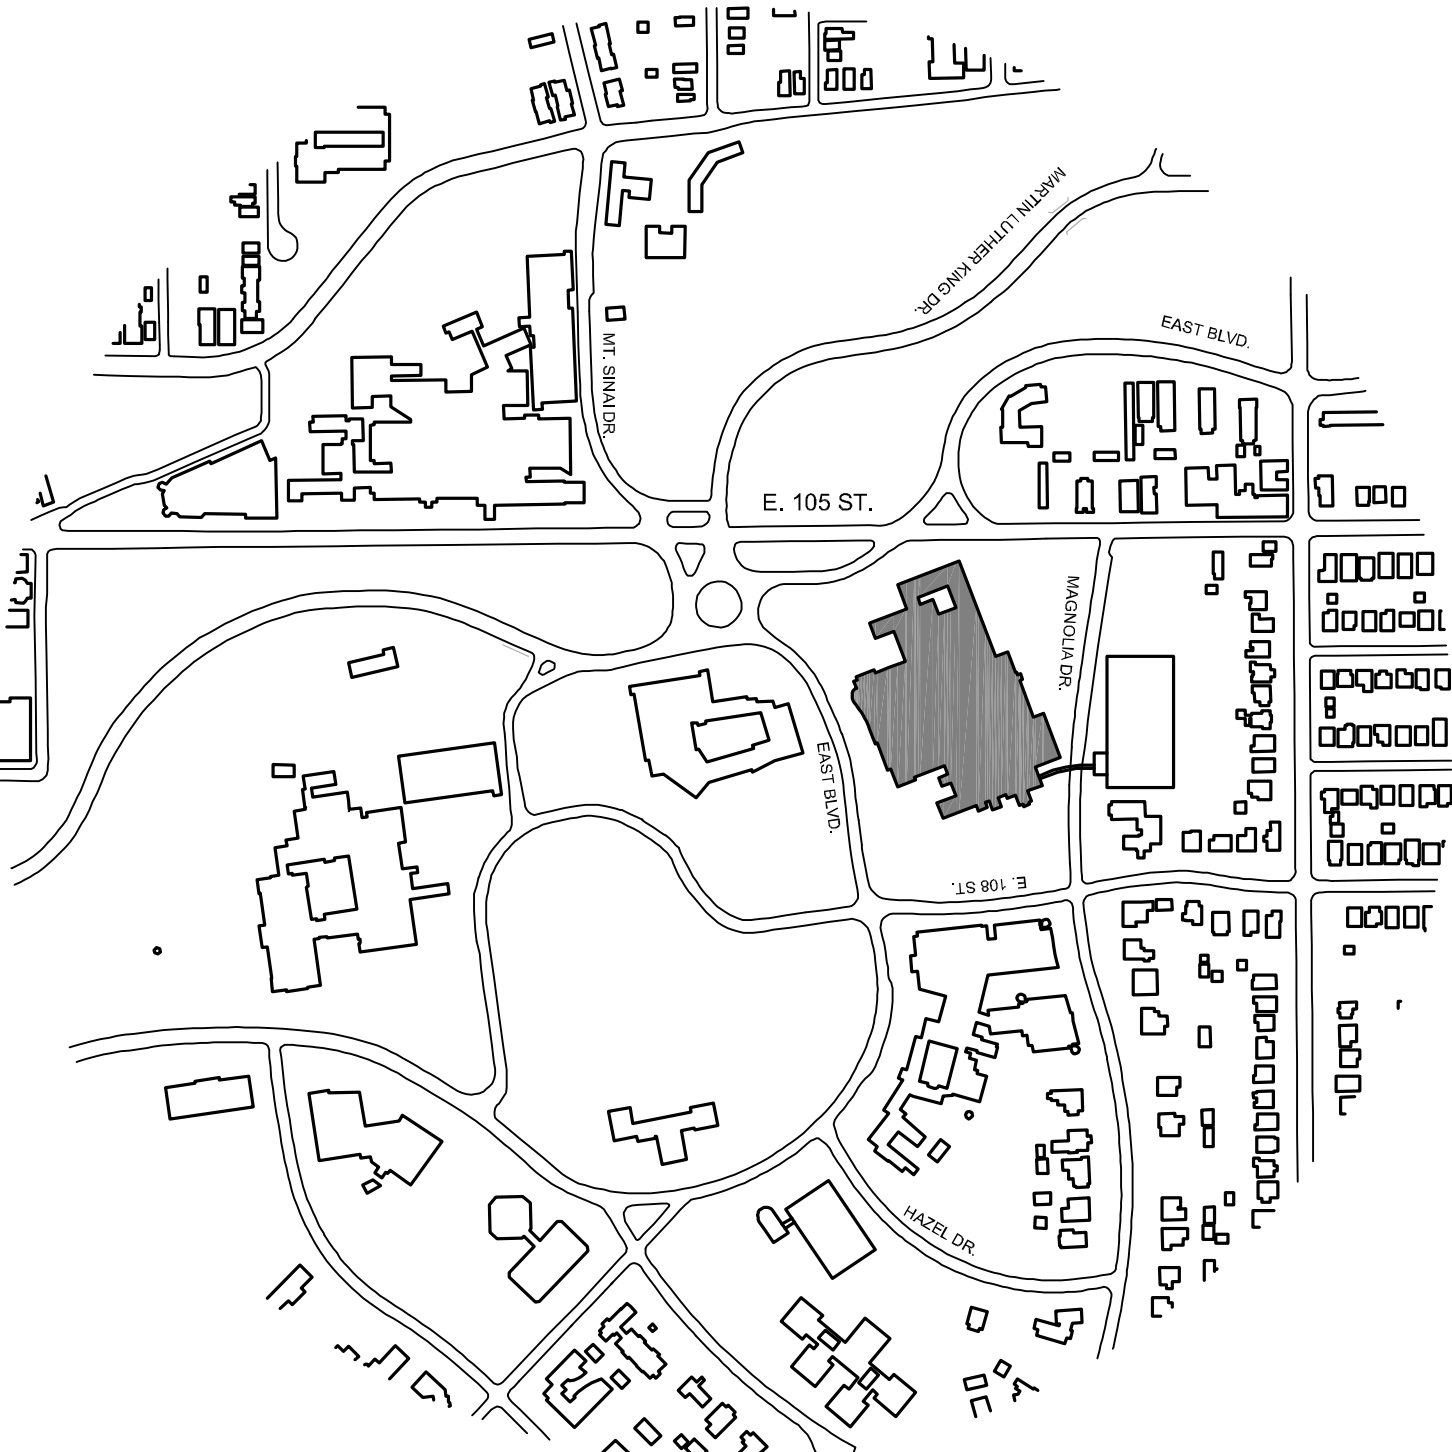 MARTIN LUTHER KING DR.
EAST BLVD.
MT. SINAI DR.
E. 105 ST.
MAGNOLIA DR.
EAST BLVD.
E. 108 ST.
HAZEL DR.